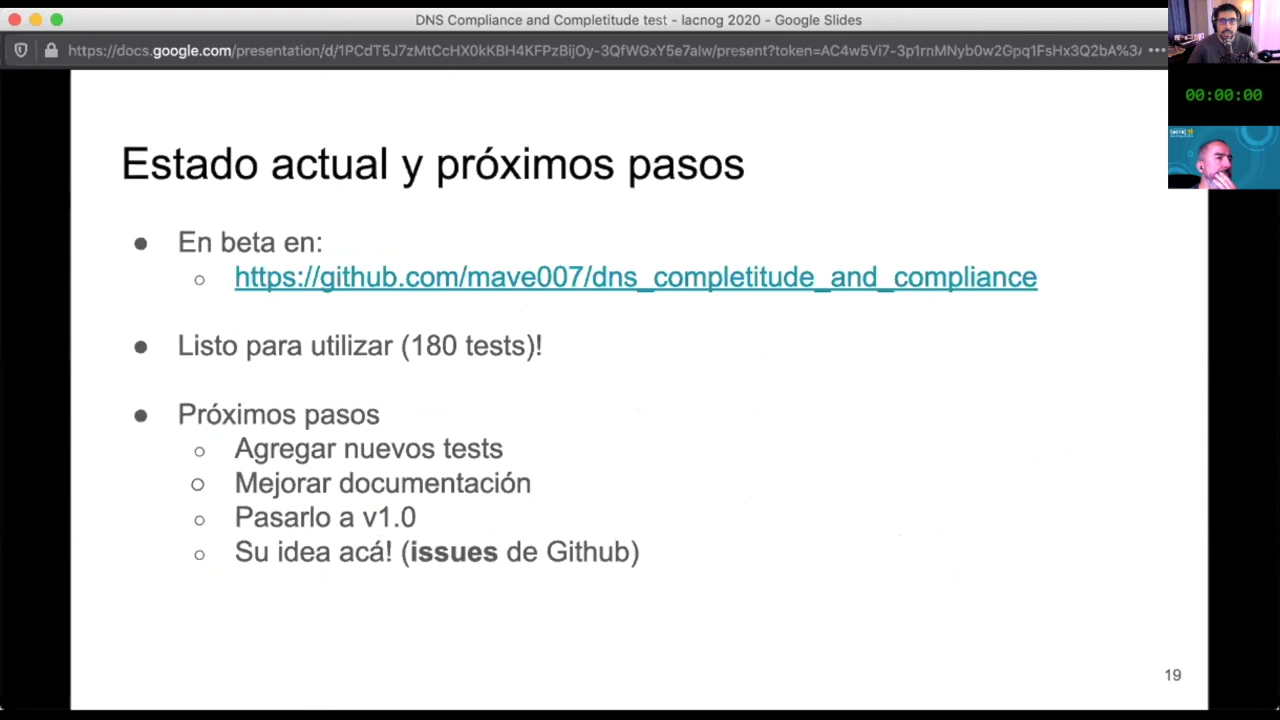 DNS Compliance and Completitude test - lacnog 2020 - Google Slides
https://docs.google.com/presentation/d/1PCdT5J7zMtCcHX0kKBH4KFPzBijOy-3QfWGxY5e7aIw/present?token=AC4w5Vi7-3p1rnMNyb0w2Gpq1FsHx3Q2bA%3A
00:00:00
lacnog
Estado actual y próximos pasos
● En beta en:
○ https://github.com/mave007/dns_completitude_and_compliance
● Listo para utilizar (180 tests)!
● Próximos pasos
○ Agregar nuevos tests
○ Mejorar documentación
○ Pasarlo a v1.0
○ Su idea acá! (issues de Github)
19